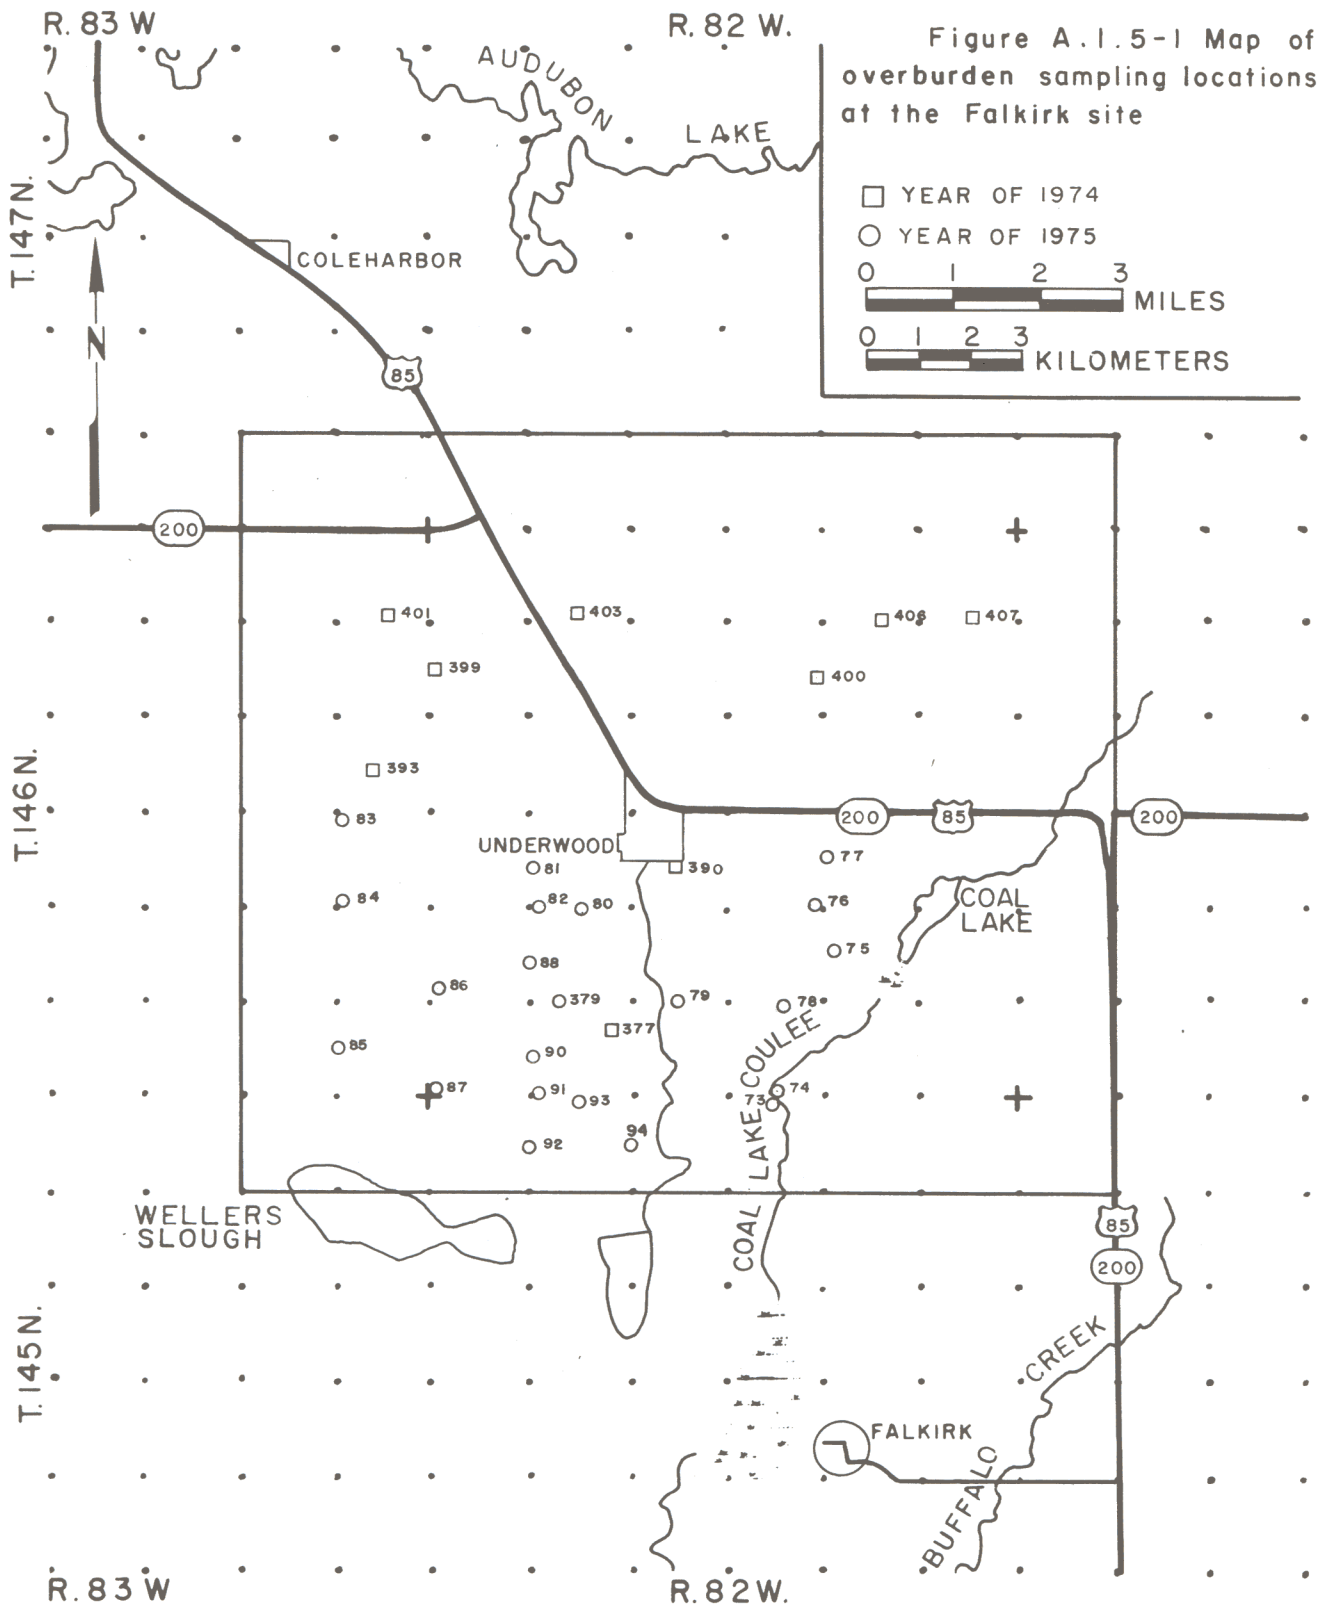 R. 83 W
R. 82 W.
Figure A.1.5-1 Map of
overburden sampling locations
at the Falkirk site
AUDUBON
LAKE
YEAR OF 1974
YEAR OF 1975
0 1 2 3
MILES
0 1 2 3
KILOMETERS
T.147N.
COLEHARBOR
N
85
200
401
403
406
407
399
400
T.146N.
393
83
200
85
200
UNDERWOOD
77
81
390
84
82
80
76
COAL
LAKE
75
88
86
379
79
78
377
85
90
COAL LAKE COULEE
87
91
93
73
74
92
94
WELLERS
SLOUGH
85
200
T.145N.
BUFFALO CREEK
FALKIRK
R. 83 W
R. 82W.